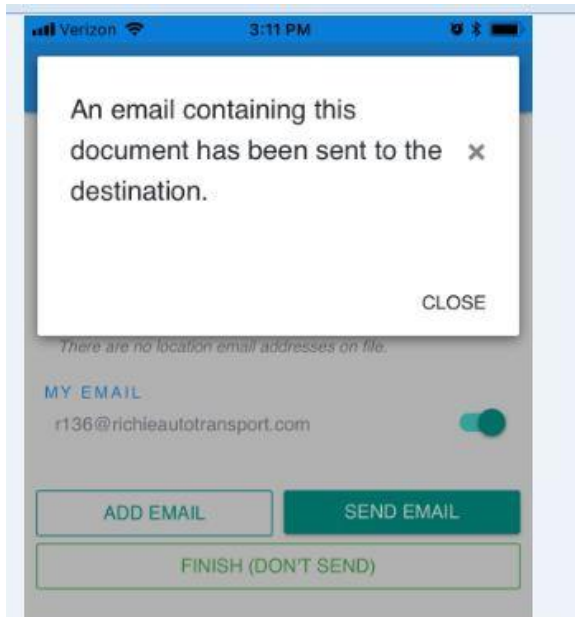 Verizon 3:11 PM
An email containing this
document has been sent to the
destination.
CLOSE
There are no location email addresses on file.
MY EMAIL
r136@richieautotransport.com
ADD EMAIL SEND EMAIL
FINISH (DON'T SEND)